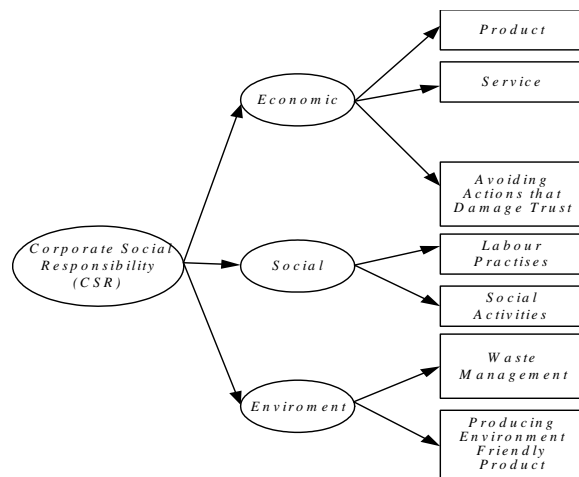 Product
Economic
Service
Avoiding
Actions that
Damage Trust
Corporate Social
Responsibility
(CSR)
Social
Labour
Practises
Social
Activities
Waste
Management
Enviroment
Producing
Environment
Friendly
Product